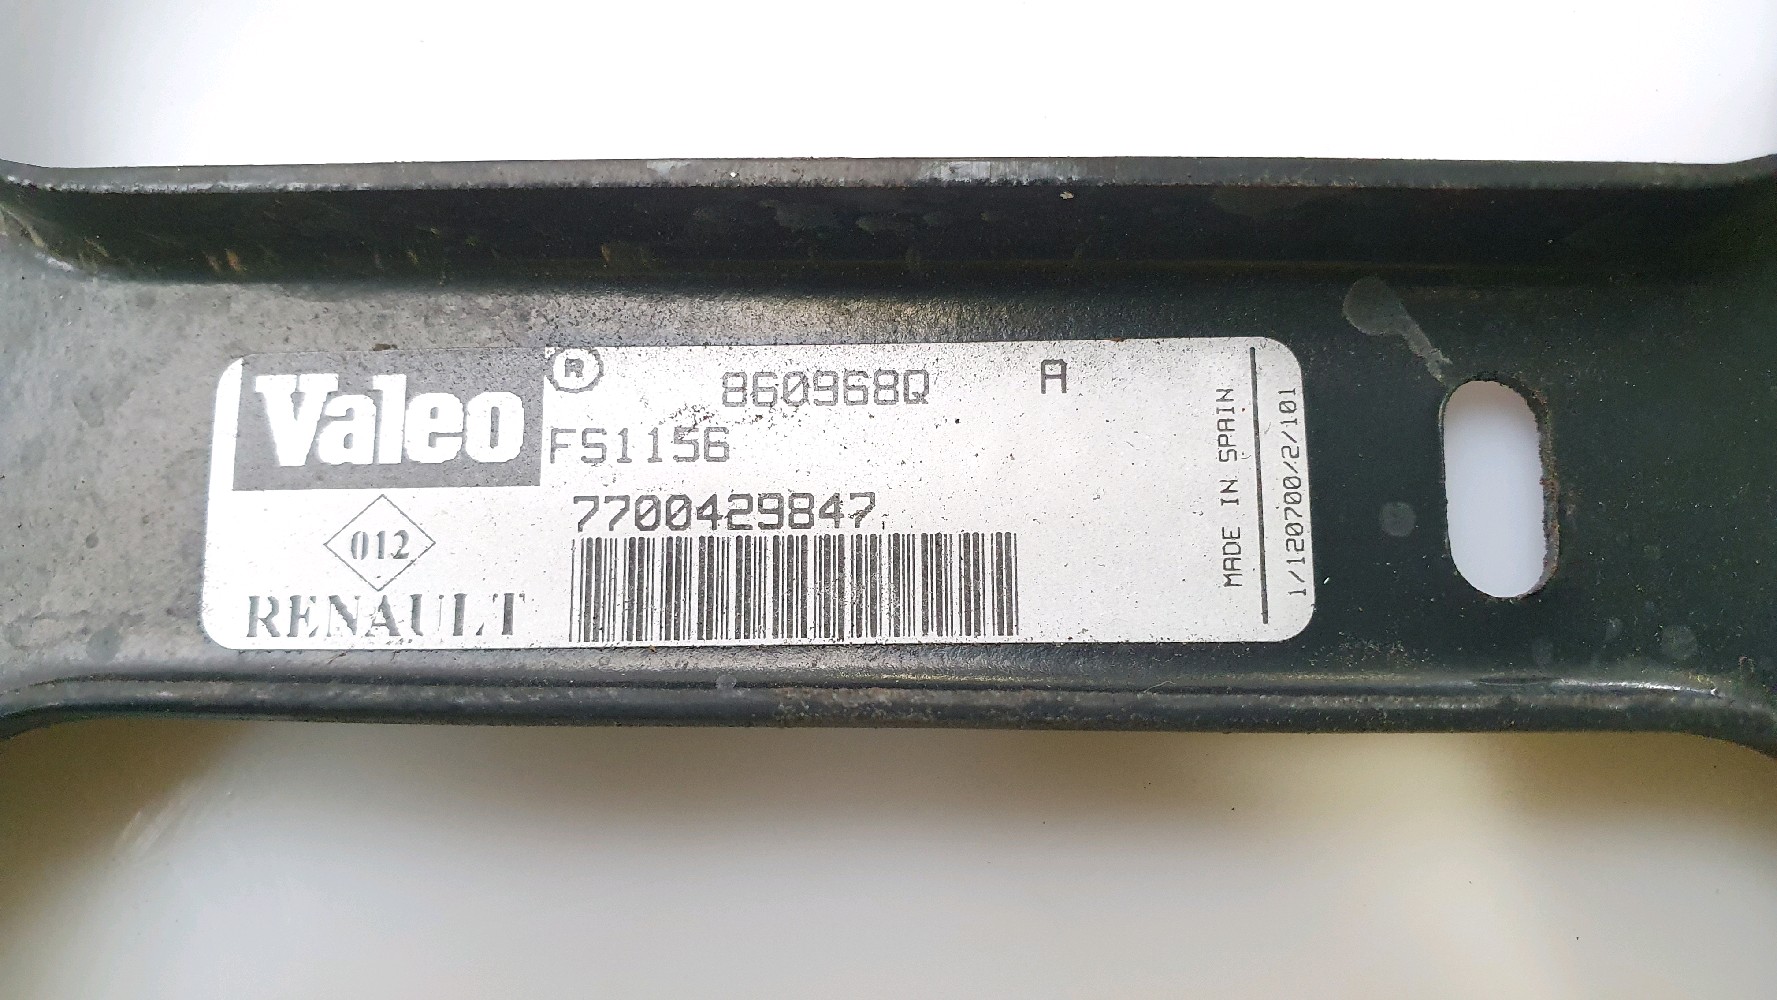 Valeo ® 860968Q A
FS1156
7700429847
012
RENAULT
MADE IN SPAIN
1/120700/2/101